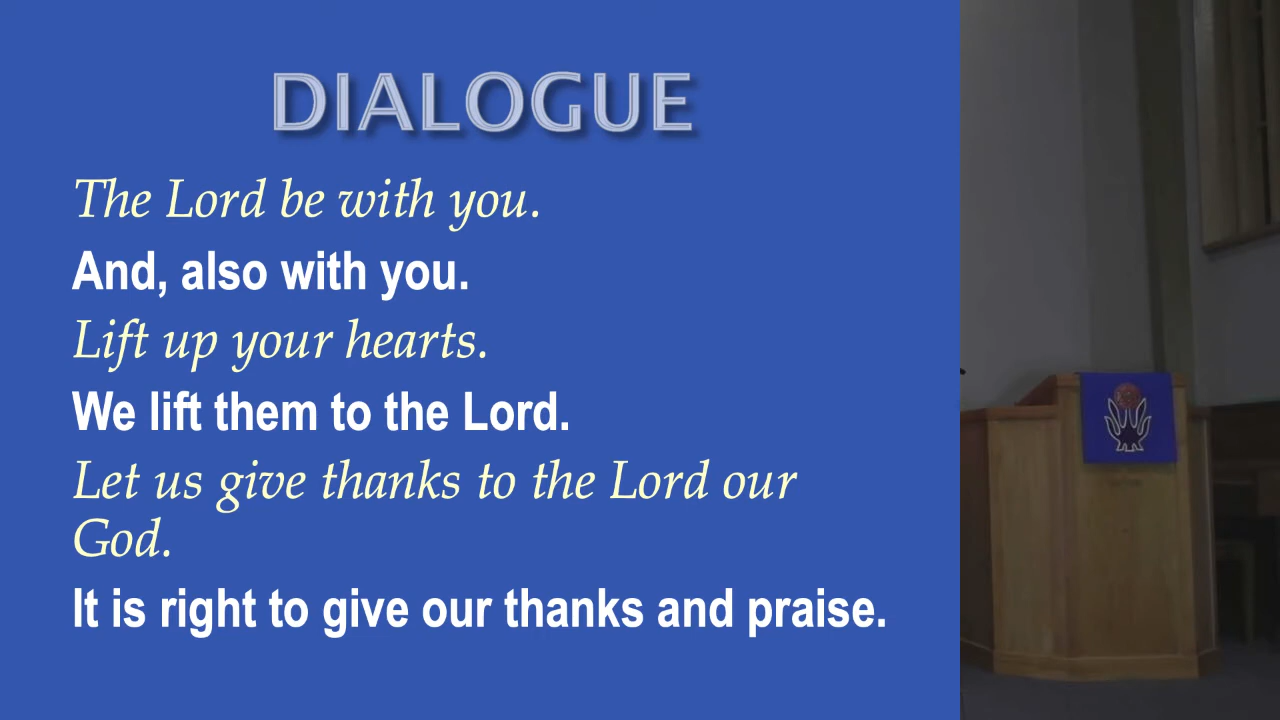 DIALOGUE
The Lord be with you.
And, also with you.
Lift up your hearts.
We lift them to the Lord.
Let us give thanks to the Lord our
God.
It is right to give our thanks and praise.